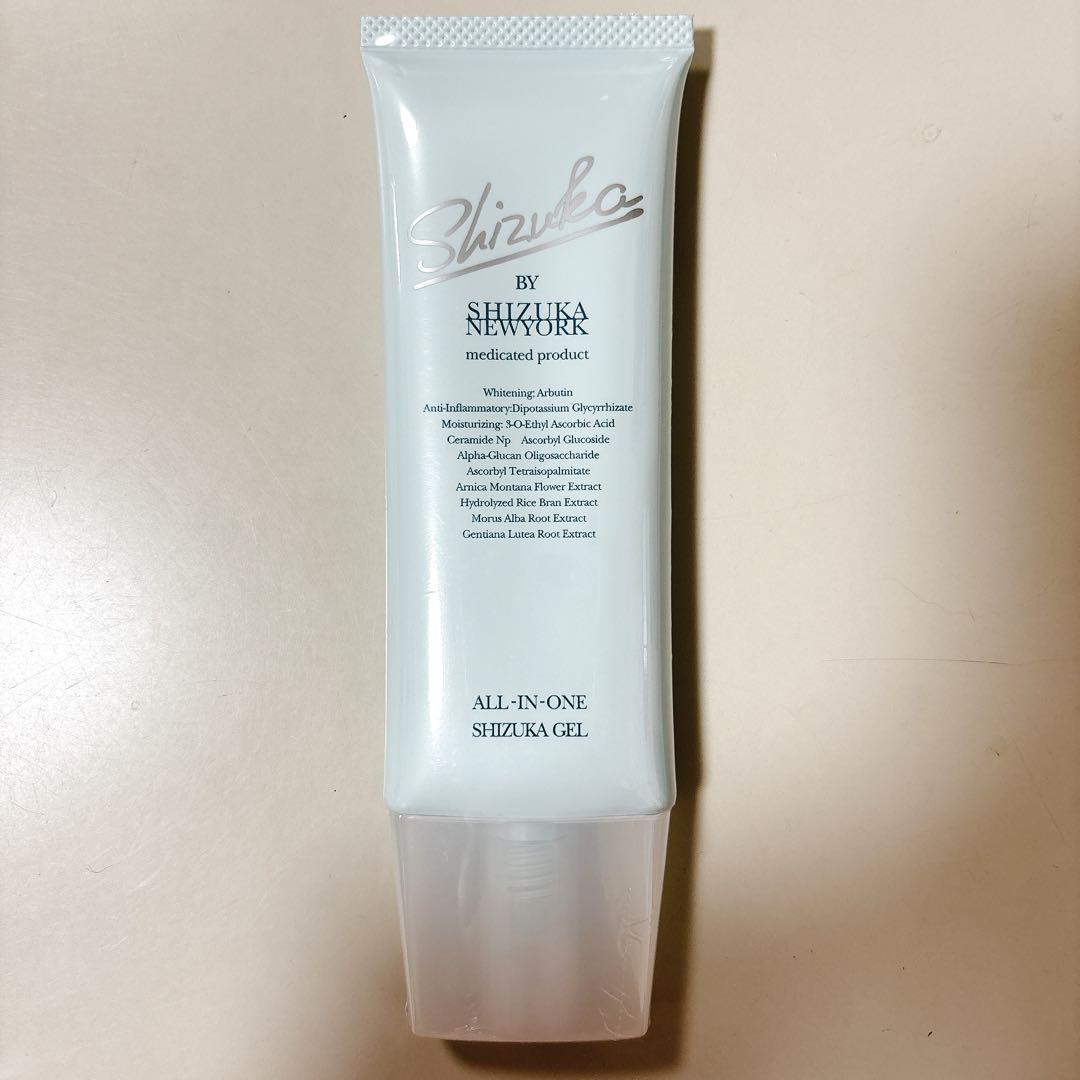 Shizuka
BY
SHIZUKA
NEWYORK
medicated product
Whitening: Arbutin
Anti-Inflammatory:Dipotassium Glycyrrhizate
Moisturizing: 3-O-Ethyl Ascorbic Acid
Ceramide Np Ascorbyl Glucoside
Alpha-Glucan Oligosaccharide
Ascorbyl Tetraisopalmitate
Arnica Montana Flower Extract
Hydrolyzed Rice Bran Extract
Morus Alba Root Extract
Gentiana Lutea Root Extract
ALL-IN-ONE
SHIZUKA GEL